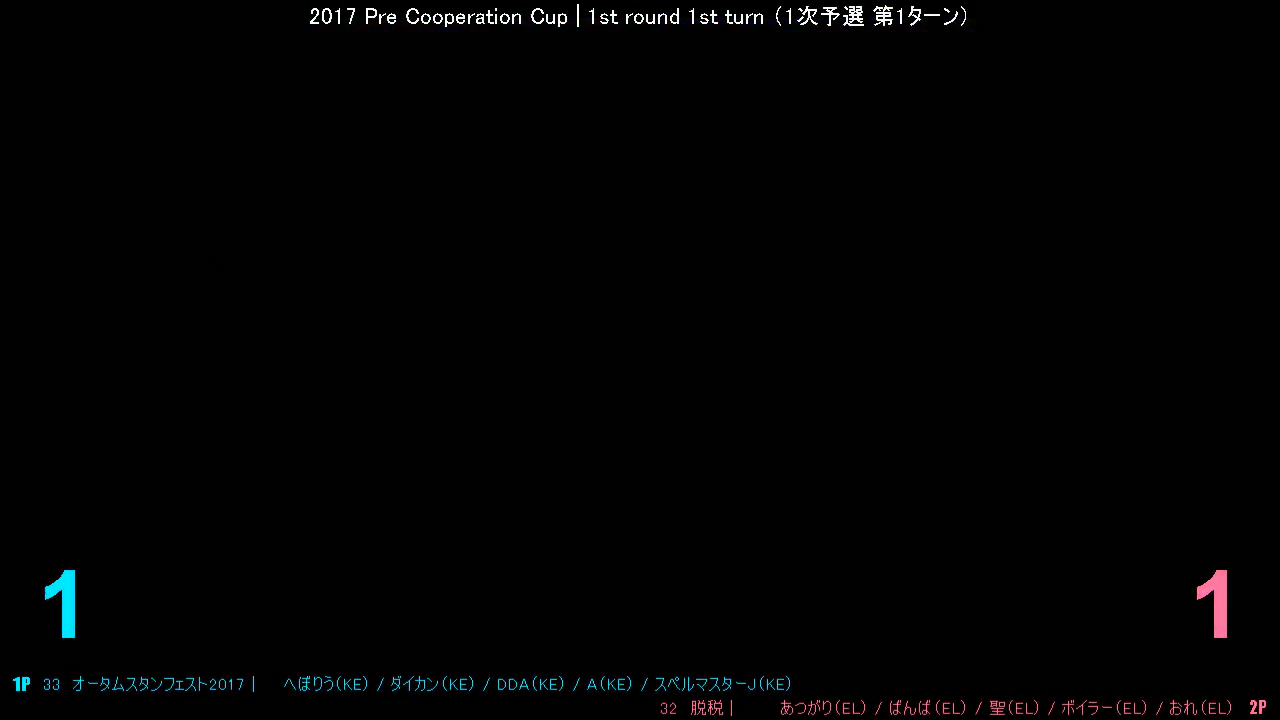 2017 Pre Cooperation Cup | 1st round 1st turn (1次予選 第1ターン)
1 1
1P 33 オータムスタンフェスト2017 | へぼりう(KE) / ダイカン(KE) / DDA(KE) / A(KE) / スペルマスターJ(KE)
32 脱税 | あつがり(EL) / ぱんぱ(EL) / 聖(EL) / ボイラー(EL) / おれ(EL) 2P